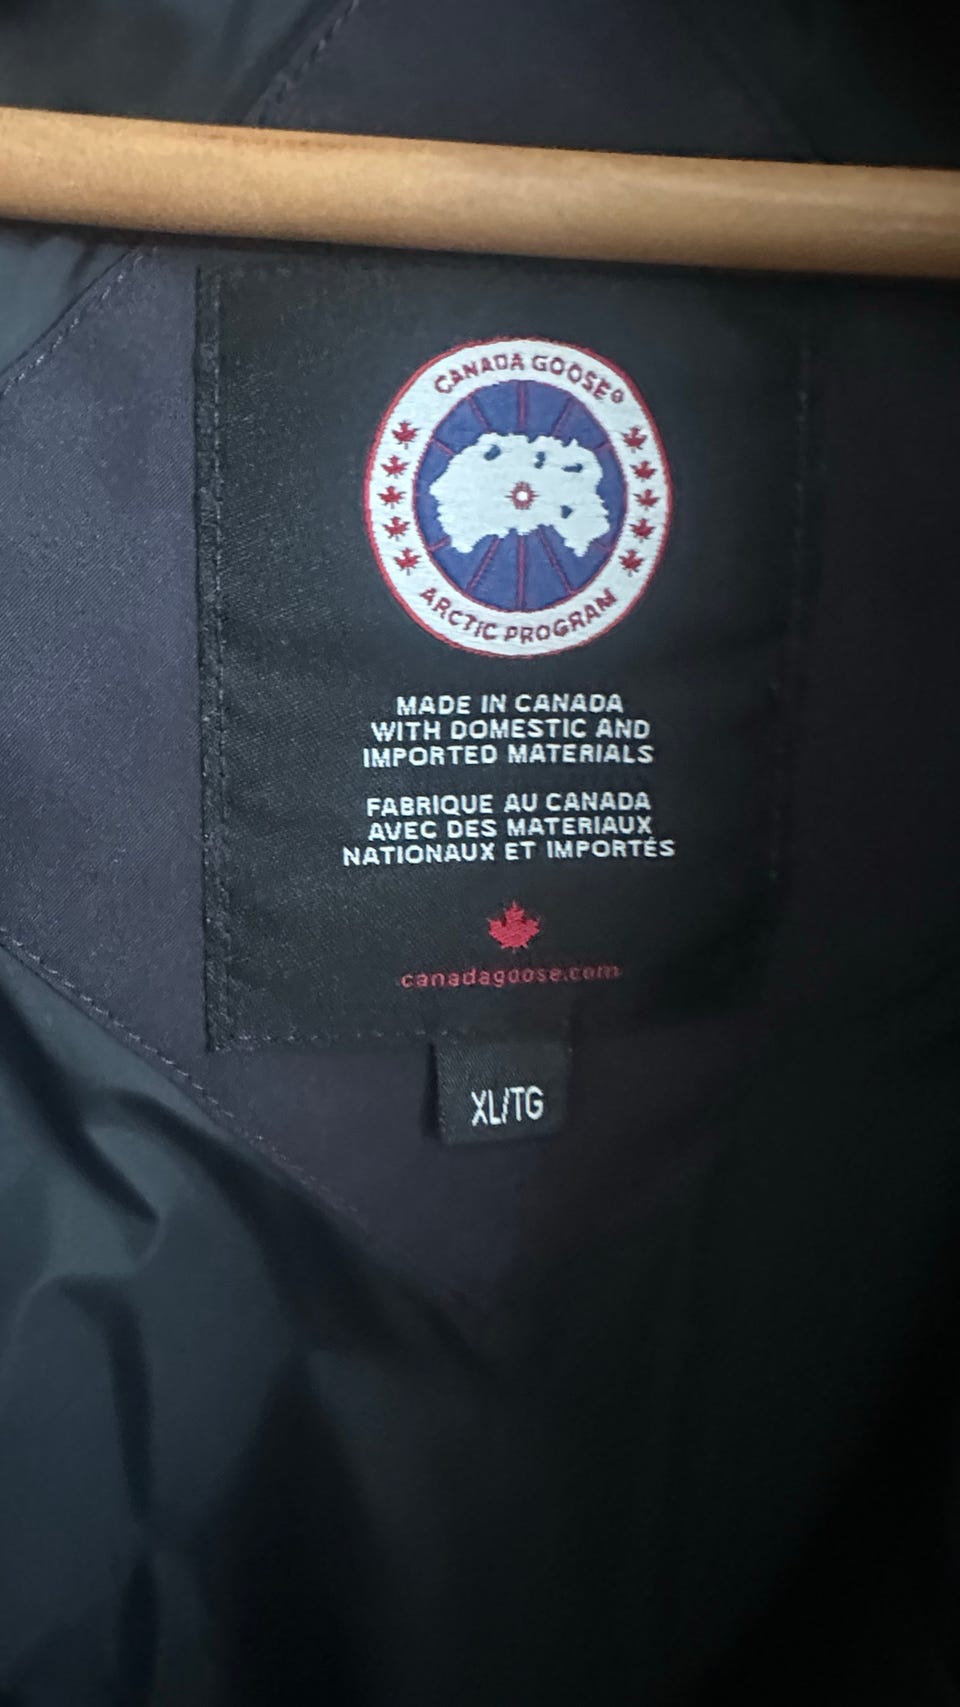 CANADA GOOSE®
ARCTIC PROGRAM
MADE IN CANADA
WITH DOMESTIC AND
IMPORTED MATERIALS
FABRIQUE AU CANADA
AVEC DES MATERIAUX
NATIONAUX ET IMPORTÉS
canadagoose.com
XL/TG